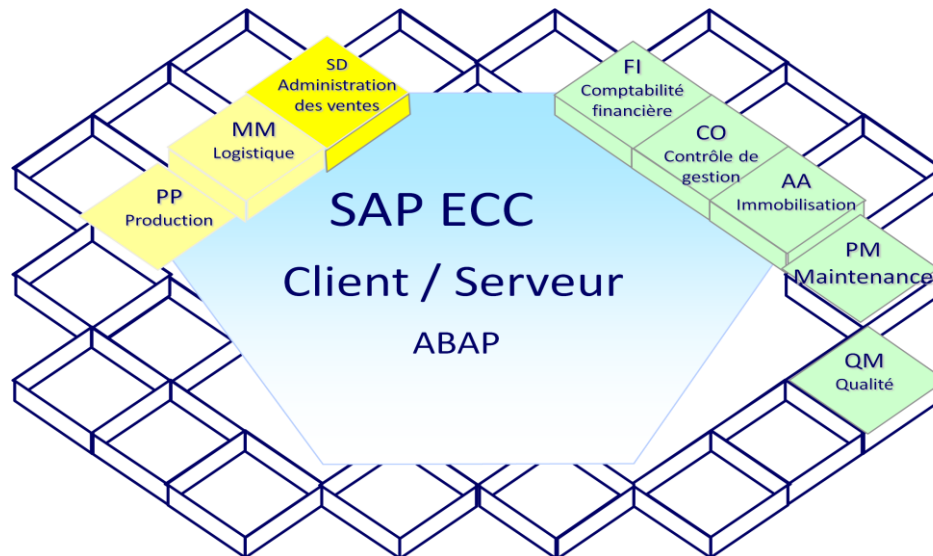 SD
Administration
des ventes
MM
Logistique
PP
Production
FI
Comptabilité
financière
CO
Contrôle de
gestion
AA
Immobilisation
PM
Maintenance
QM
Qualité
SAP ECC
Client / Serveur
ABAP